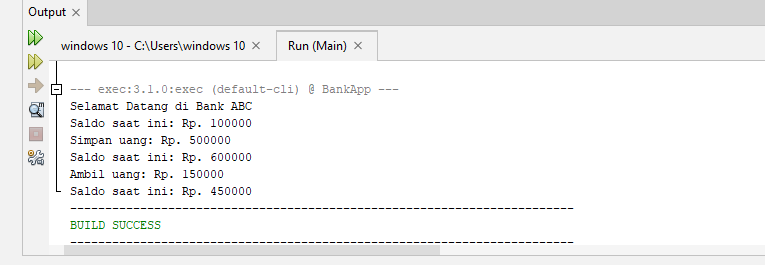 Output
windows 10 - C:\Users\windows 10
Run (Main)
--- exec:3.1.0:exec (default-cli) @ BankApp ---
Selamat Datang di Bank ABC
Saldo saat ini: Rp. 100000
Simpan uang: Rp. 500000
Saldo saat ini: Rp. 600000
Ambil uang: Rp. 150000
Saldo saat ini: Rp. 450000
------------------------------------------------------------------------
BUILD SUCCESS
------------------------------------------------------------------------